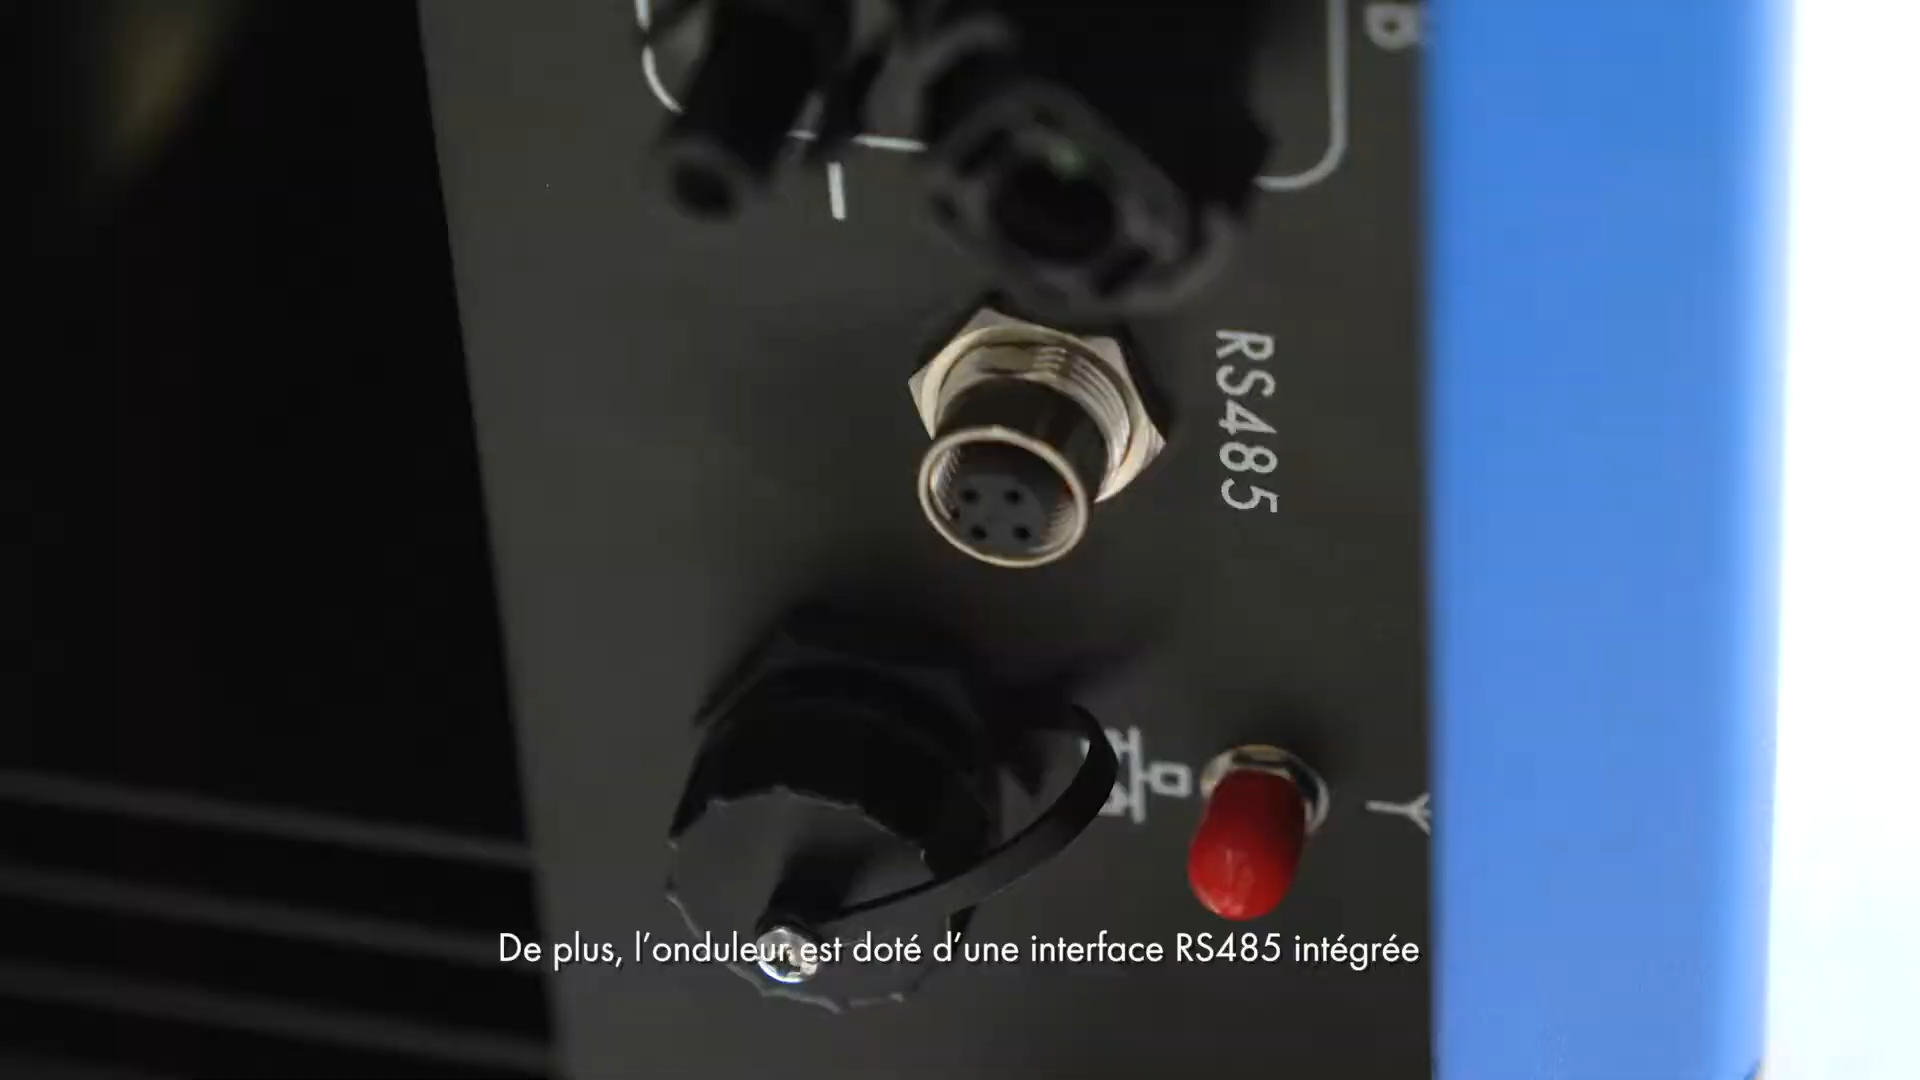 RS485
De plus, l’onduleur est doté d’une interface RS485 intégrée